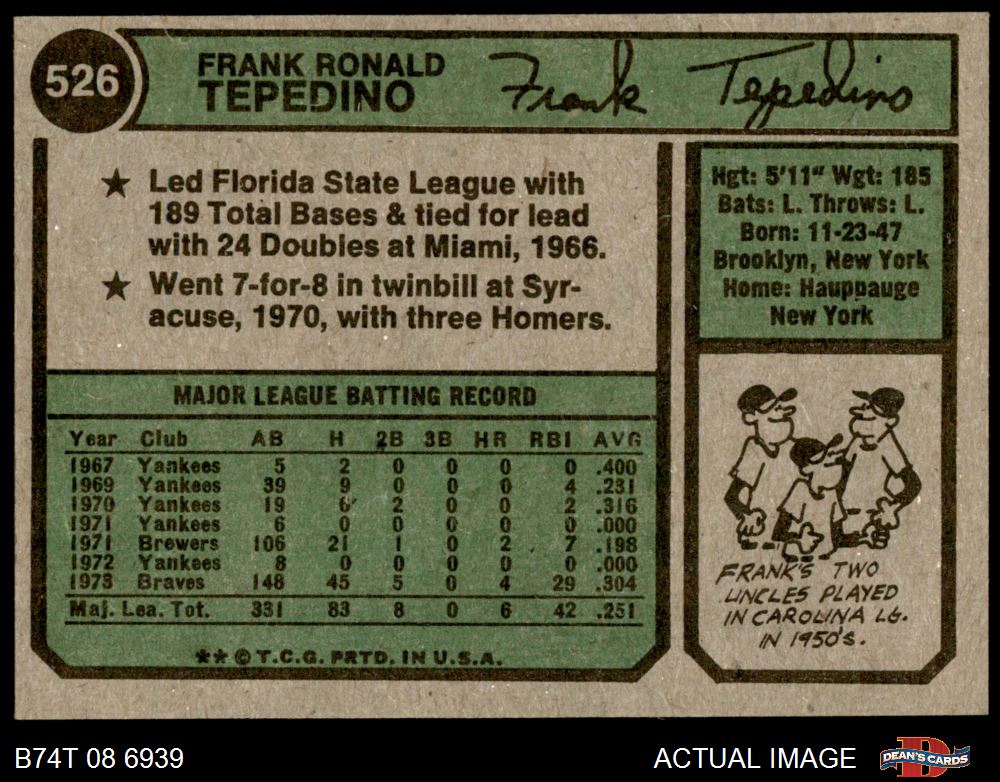 526
FRANK RONALD
TEPEDINO
Frank Tepedino
★ Led Florida State League with
189 Total Bases & tied for lead
with 24 Doubles at Miami, 1966.
★ Went 7-for-8 in twinbill at Syr-
acuse, 1970, with three Homers.
Hgt: 5'11" Wgt: 185
Bats: L. Throws: L.
Born: 11-23-47
Brooklyn, New York
Home: Hauppauge
New York
MAJOR LEAGUE BATTING RECORD
Year Club AB H 2B 3B HR RBI AVG
1967 Yankees 5 2 0 0 0 0 .400
1969 Yankees 39 9 0 0 0 4 .231
1970 Yankees 19 6 2 0 0 2 .316
1971 Yankees 6 0 0 0 0 0 .000
1971 Brewers 106 21 1 0 2 7 .198
1972 Yankees 8 0 0 0 0 0 .000
1973 Braves 148 45 5 0 4 29 .304
Maj. Lea. Tot. 331 83 8 0 6 42 .251
** © T.C.G. PRTD. IN U.S.A.
FRANK'S TWO
UNCLES PLAYED
IN CAROLINA LG.
IN 1950'S.
B74T 08 6939
ACTUAL IMAGE
DEAN'S CARDS